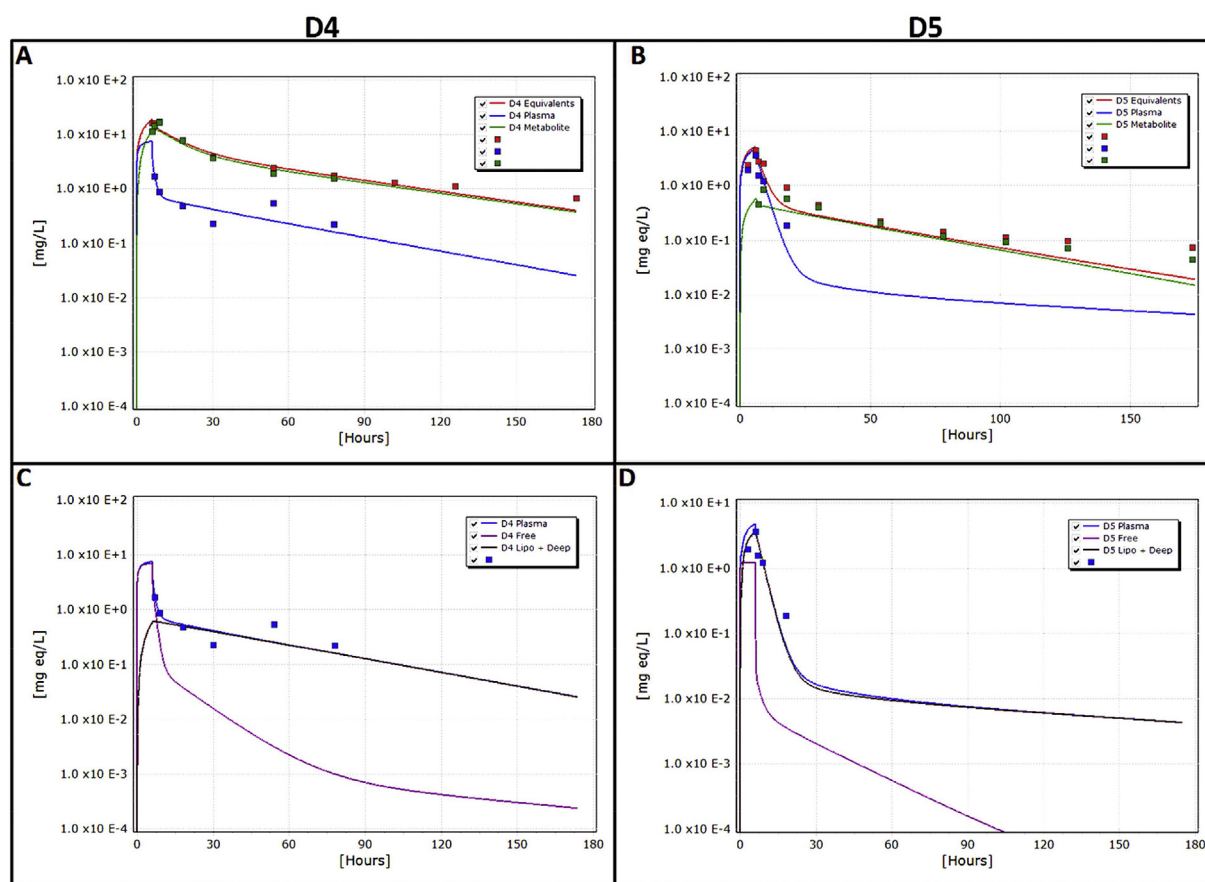 D4
D5
A
1.0 x10 E+2
1.0 x10 E+1
1.0 x10 E+0
1.0 x10 E-1
1.0 x10 E-2
1.0 x10 E-3
1.0 x10 E-4
[mg/L]
D4 Equivalents
D4 Plasma
D4 Metabolite
0
30
60
90
120
150
180
[Hours]
B
1.0 x10 E+2
1.0 x10 E+1
1.0 x10 E+0
1.0 x10 E-1
1.0 x10 E-2
1.0 x10 E-3
1.0 x10 E-4
[mg eq/L)
D5 Equivalents
D5 Plasma
D5 Metabolite
0
50
100
150
[Hours]
C
1.0 x10 E+2
1.0 x10 E+1
1.0 x10 E+0
1.0 x10 E-1
1.0 x10 E-2
1.0 x10 E-3
1.0 x10 E-4
[mg eq/L]
D4 Plasma
D4 Free
D4 Lipo + Deep
0
30
60
90
120
150
180
[Hours]
D
1.0 x10 E+1
1.0 x10 E+0
1.0 x10 E-1
1.0 x10 E-2
1.0 x10 E-3
1.0 x10 E-4
[mg eq/L]
D5 Plasma
D5 Free
D5 Lipo + Deep
0
30
60
90
120
150
180
[Hours]